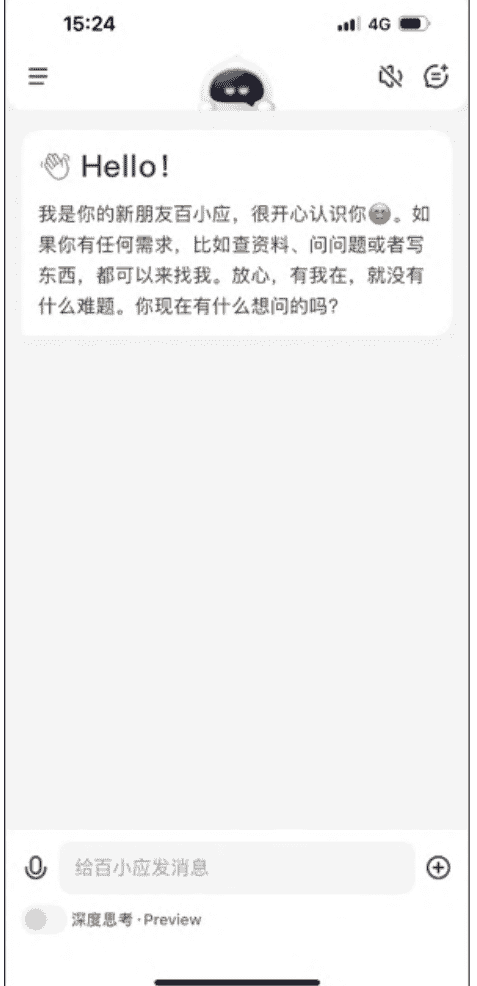 15:24
4G
Hello!
我是你的新朋友百小应，很开心认识你😊。如
果你有任何需求，比如查资料、问问题或者写
东西，都可以来找我。放心，有我在，就没有
什么难题。你现在有什么想问的吗？
给百小应发消息
深度思考·Preview